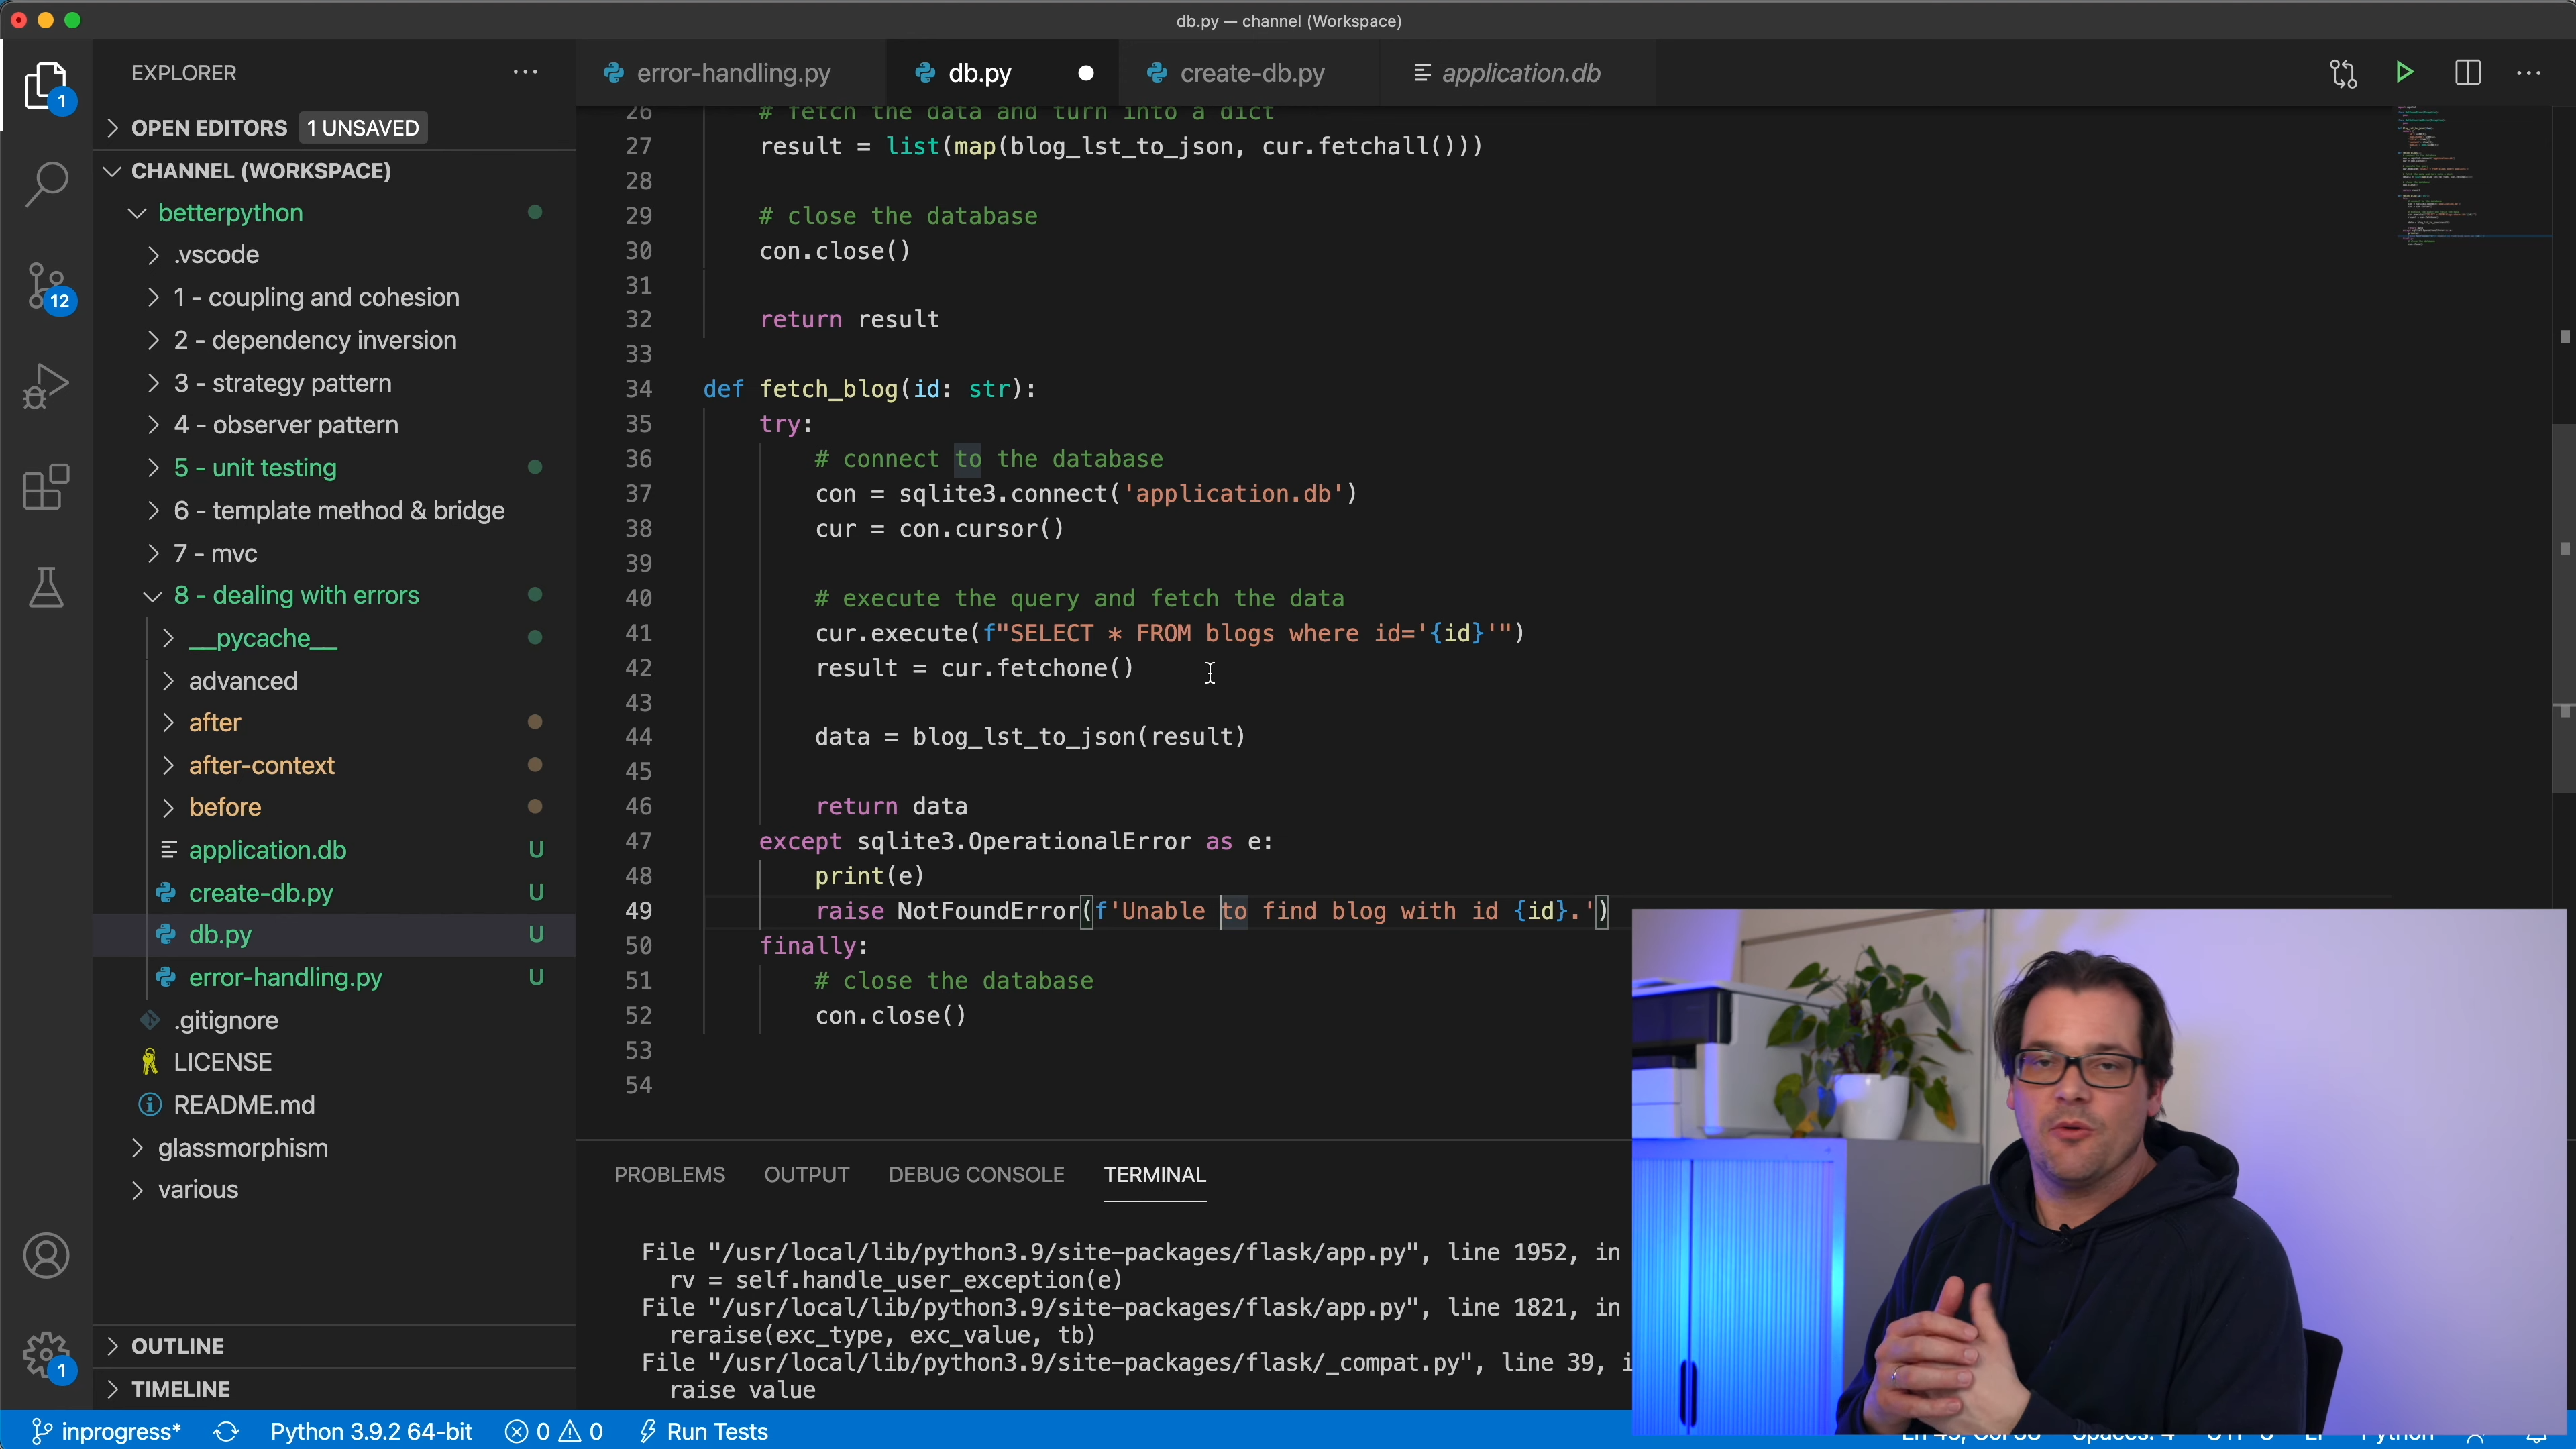 db.py — channel (Workspace)
EXPLORER
error-handling.py
db.py
create-db.py
application.db
1
OPEN EDITORS 1 UNSAVED
CHANNEL (WORKSPACE)
betterpython
.vscode
1 - coupling and cohesion
12
2 - dependency inversion
3 - strategy pattern
4 - observer pattern
5 - unit testing
6 - template method & bridge
7 - mvc
8 - dealing with errors
__pycache__
advanced
after
after-context
before
application.db U
create-db.py U
db.py U
error-handling.py U
.gitignore
LICENSE
README.md
glassmorphism
various
OUTLINE
1
TIMELINE
26 # fetch the data and turn into a dict
27 result = list(map(blog_lst_to_json, cur.fetchall()))
28
29 # close the database
30 con.close()
31
32 return result
33
34 def fetch_blog(id: str):
35 try:
36 # connect to the database
37 con = sqlite3.connect('application.db')
38 cur = con.cursor()
39
40 # execute the query and fetch the data
41 cur.execute(f"SELECT * FROM blogs where id='{id}'")
42 result = cur.fetchone()
43
44 data = blog_lst_to_json(result)
45
46 return data
47 except sqlite3.OperationalError as e:
48 print(e)
49 raise NotFoundError(f'Unable to find blog with id {id}.')
50 finally:
51 # close the database
52 con.close()
53
54
PROBLEMS OUTPUT DEBUG CONSOLE TERMINAL
File "/usr/local/lib/python3.9/site-packages/flask/app.py", line 1952, in
rv = self.handle_user_exception(e)
File "/usr/local/lib/python3.9/site-packages/flask/app.py", line 1821, in
reraise(exc_type, exc_value, tb)
File "/usr/local/lib/python3.9/site-packages/flask/_compat.py", line 39, i
raise value
inprogress* Python 3.9.2 64-bit 0 0 Run Tests